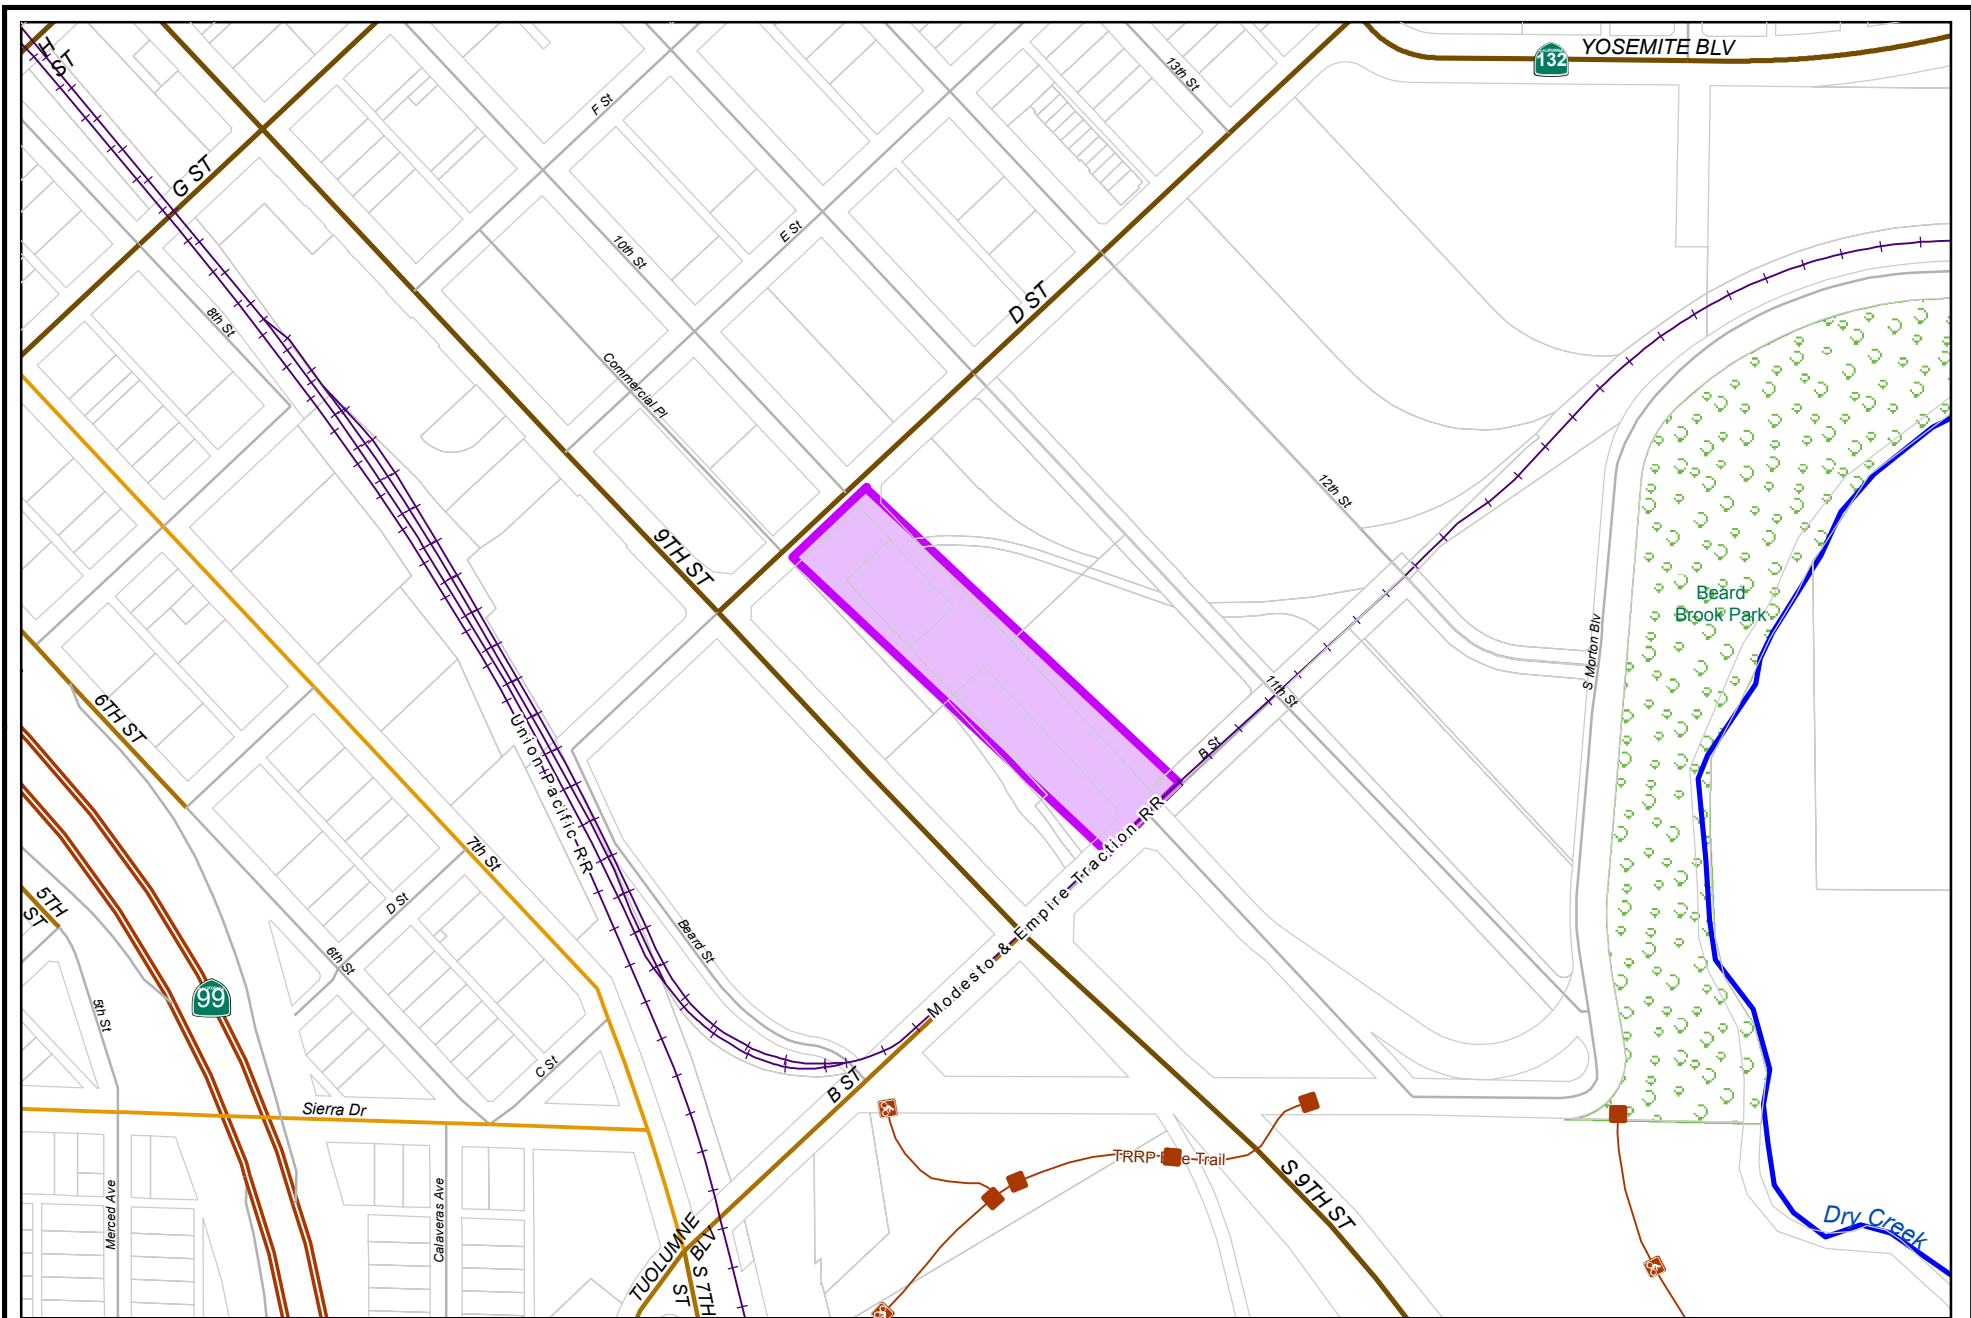 I ST
YOSEMITE BLV
CALIFORNIA
132
13th St
F St
G ST
E St
10th St
D ST
8th St
Commercial Pl
12th St
9TH ST
Beard
Brook Park
S Morton Blv
6TH ST
11th St
Union Pacific RR
B St
7th St
5TH
ST
D St
Beard St
6th St
Modesto & Empire Traction RR
CALIFORNIA
99
5th St
C St
B ST
Sierra Dr
TRRP Trail
S 9TH ST
Merced Ave
Calaveras Ave
Dry Creek
TUOLUMNE
BLV
S 7TH
ST